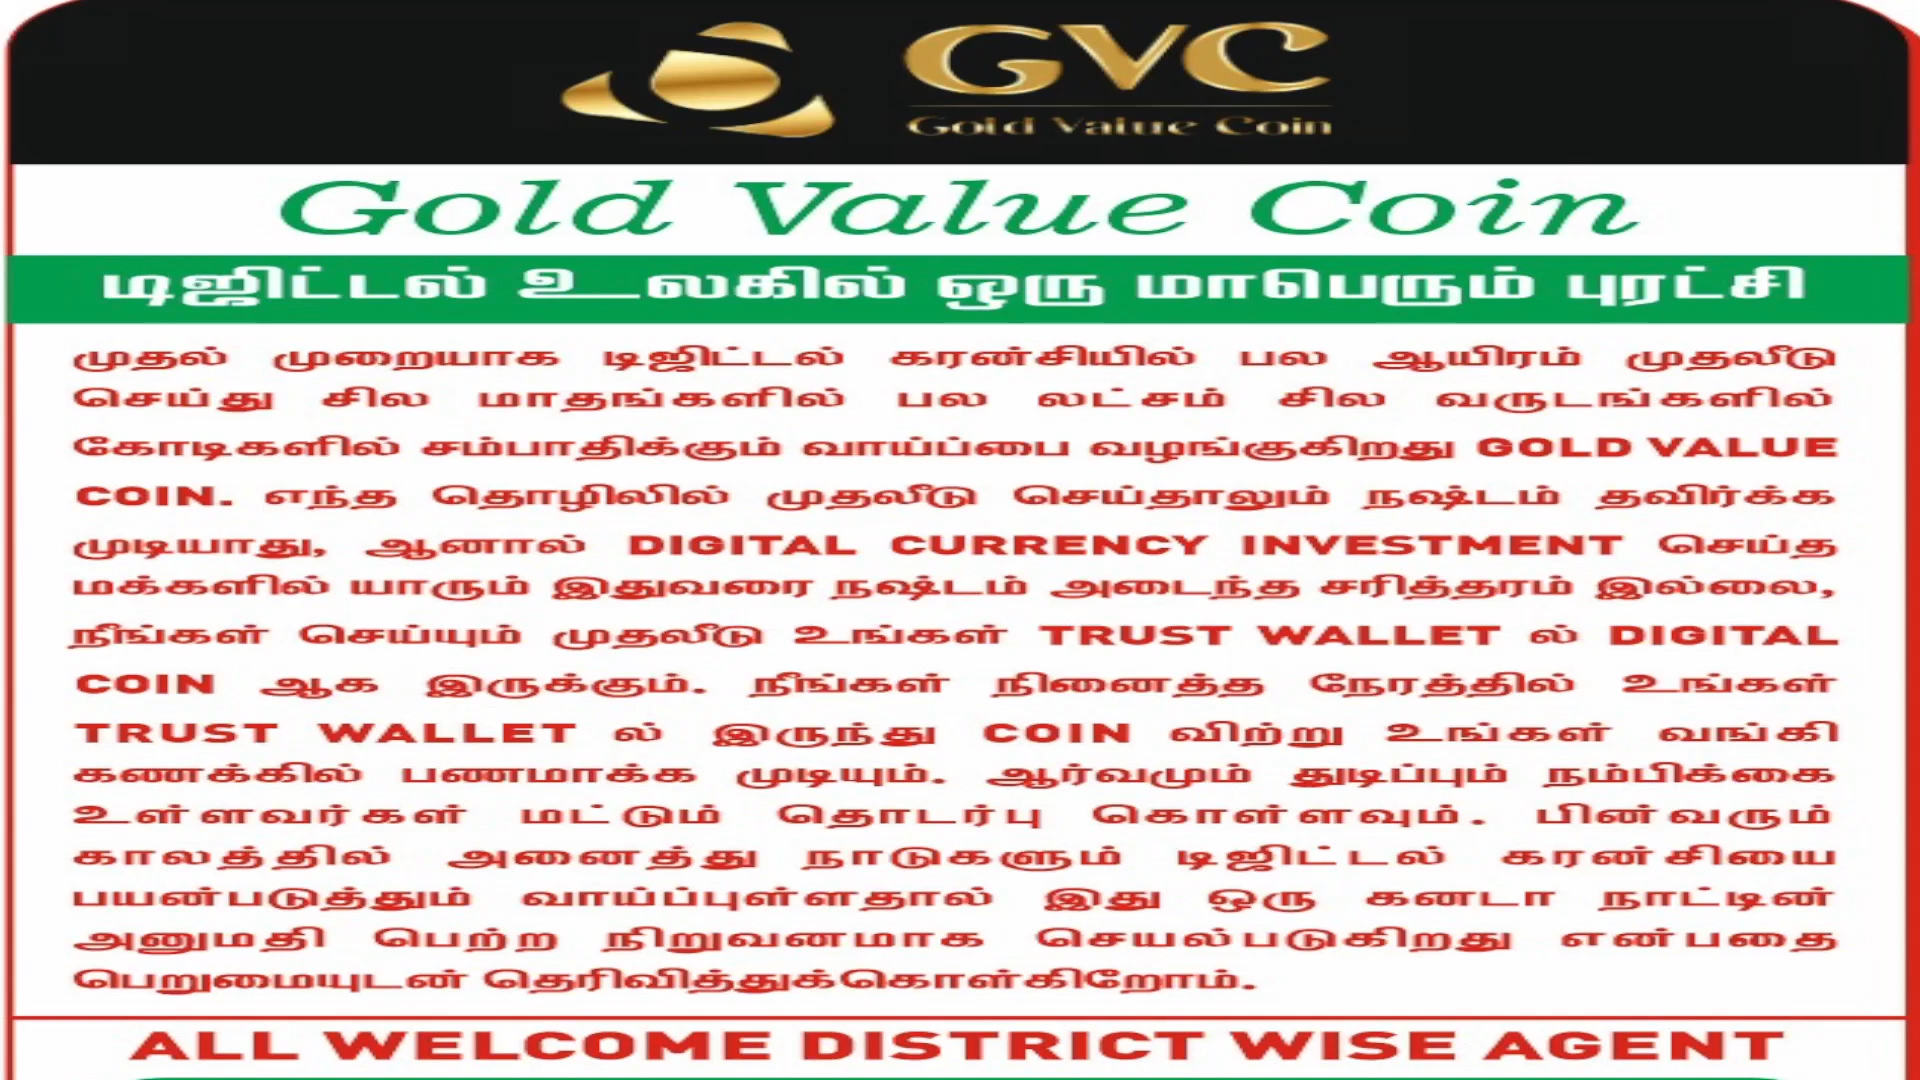 GVC
Gold Value Coin
Gold Value Coin
டிஜிட்டல் உலகில் ஒரு மாபெரும் புரட்சி
முதல் முறையாக டிஜிட்டல் கரன்சியில் பல ஆயிரம் முதலீடு
செய்து சில மாதங்களில் பல லட்சம் சில வருடங்களில்
கோடிகளில் சம்பாதிக்கும் வாய்ப்பை வழங்குகிறது GOLD VALUE
COIN. எந்த தொழிலில் முதலீடு செய்தாலும் நஷ்டம் தவிர்க்க
முடியாது, ஆனால் DIGITAL CURRENCY INVESTMENT செய்த
மக்களில் யாரும் இதுவரை நஷ்டம் அடைந்த சரித்தரம் இல்லை,
நீங்கள் செய்யும் முதலீடு உங்கள் TRUST WALLET ல் DIGITAL
COIN ஆக இருக்கும். நீங்கள் நினைத்த நேரத்தில் உங்கள்
TRUST WALLET ல் இருந்து COIN விற்று உங்கள் வங்கி
கணக்கில் பணமாக்க முடியும். ஆர்வமும் துடிப்பும் நம்பிக்கை
உள்ளவர்கள் மட்டும் தொடர்பு கொள்ளவும். பின்வரும்
காலத்தில் அனைத்து நாடுகளும் டிஜிட்டல் கரன்சியை
பயன்படுத்தும் வாய்ப்புள்ளதால் இது ஒரு கனடா நாட்டின்
அனுமதி பெற்ற நிறுவனமாக செயல்படுகிறது என்பதை
பெறுமையுடன் தெரிவித்துக்கொள்கிறோம்.
ALL WELCOME DISTRICT WISE AGENT